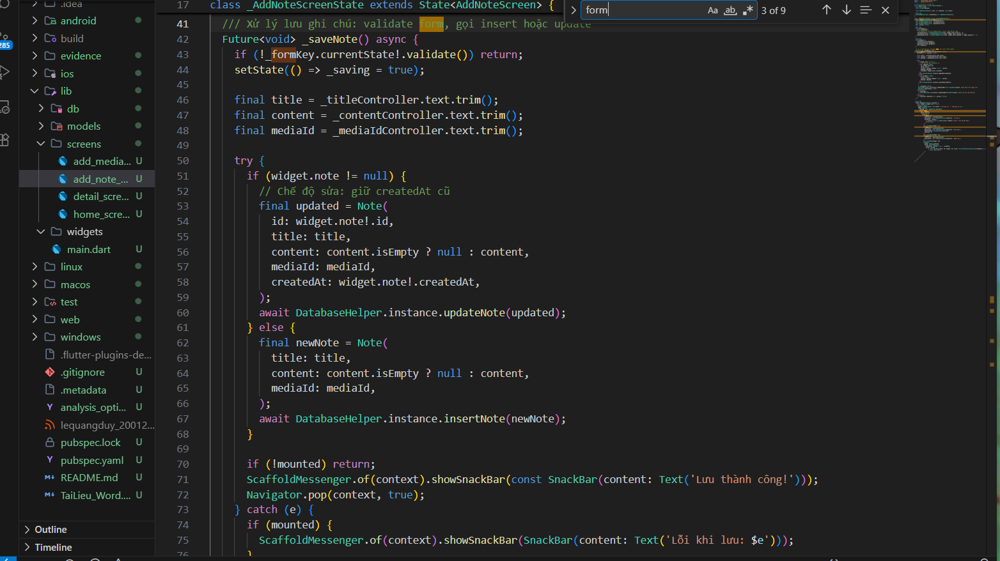 .idea
android
build
evidence
ios
lib
db
models
screens
add_media... U
add_note_... U
detail_scre... U
home_scre... U
widgets
main.dart U
linux
macos
test
web
windows
.flutter-plugins-de...
.gitignore U
.metadata U
analysis_opti... U
lequangduy_20012...
pubspec.lock U
pubspec.yaml U
README.md U
TaiLieu_Word.... U
Outline
Timeline
285
form Aa ab 3 of 9
17 class _AddNoteScreenState extends State<AddNoteScreen> {
41 /// Xử lý lưu ghi chú: validate form, gọi insert hoặc update
42 Future<void> _saveNote() async {
43 if (!_formKey.currentState!.validate()) return;
44 setState(() => _saving = true);
45
46 final title = _titleController.text.trim();
47 final content = _contentController.text.trim();
48 final mediaId = _mediaIdController.text.trim();
49
50 try {
51 if (widget.note != null) {
52 // Chế độ sửa: giữ createdAt cũ
53 final updated = Note(
54 id: widget.note!.id,
55 title: title,
56 content: content.isEmpty ? null : content,
57 mediaId: mediaId,
58 createdAt: widget.note!.createdAt,
59 );
60 await DatabaseHelper.instance.updateNote(updated);
61 } else {
62 final newNote = Note(
63 title: title,
64 content: content.isEmpty ? null : content,
65 mediaId: mediaId,
66 );
67 await DatabaseHelper.instance.insertNote(newNote);
68 }
69
70 if (!mounted) return;
71 ScaffoldMessenger.of(context).showSnackBar(const SnackBar(content: Text('Lưu thành công!')));
72 Navigator.pop(context, true);
73 } catch (e) {
74 if (mounted) {
75 ScaffoldMessenger.of(context).showSnackBar(SnackBar(content: Text('Lỗi khi lưu: $e')));
76 }